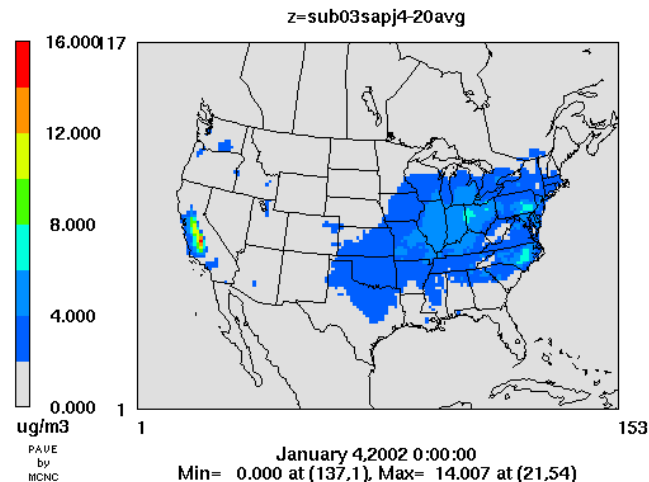 z=sub03sapj4-20avg
16.000
12.000
8.000
4.000
0.000
ug/m3
PAVE
by
MCNC
117
1
1
153
January 4,2002 0:00:00
Min= 0.000 at (137,1), Max= 14.007 at (21,54)